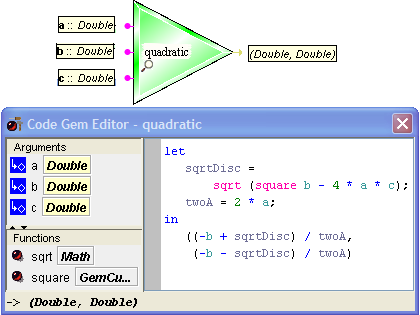 a :: Double
b :: Double
c :: Double
quadratic
(Double, Double)
Code Gem Editor - quadratic
Arguments
a Double
b Double
c Double
Functions
sqrt Math
square GemCu...
let
sqrtDisc =
sqrt (square b - 4 * a * c);
twoA = 2 * a;
in
((-b + sqrtDisc) / twoA,
(-b - sqrtDisc) / twoA)
-> (Double, Double)